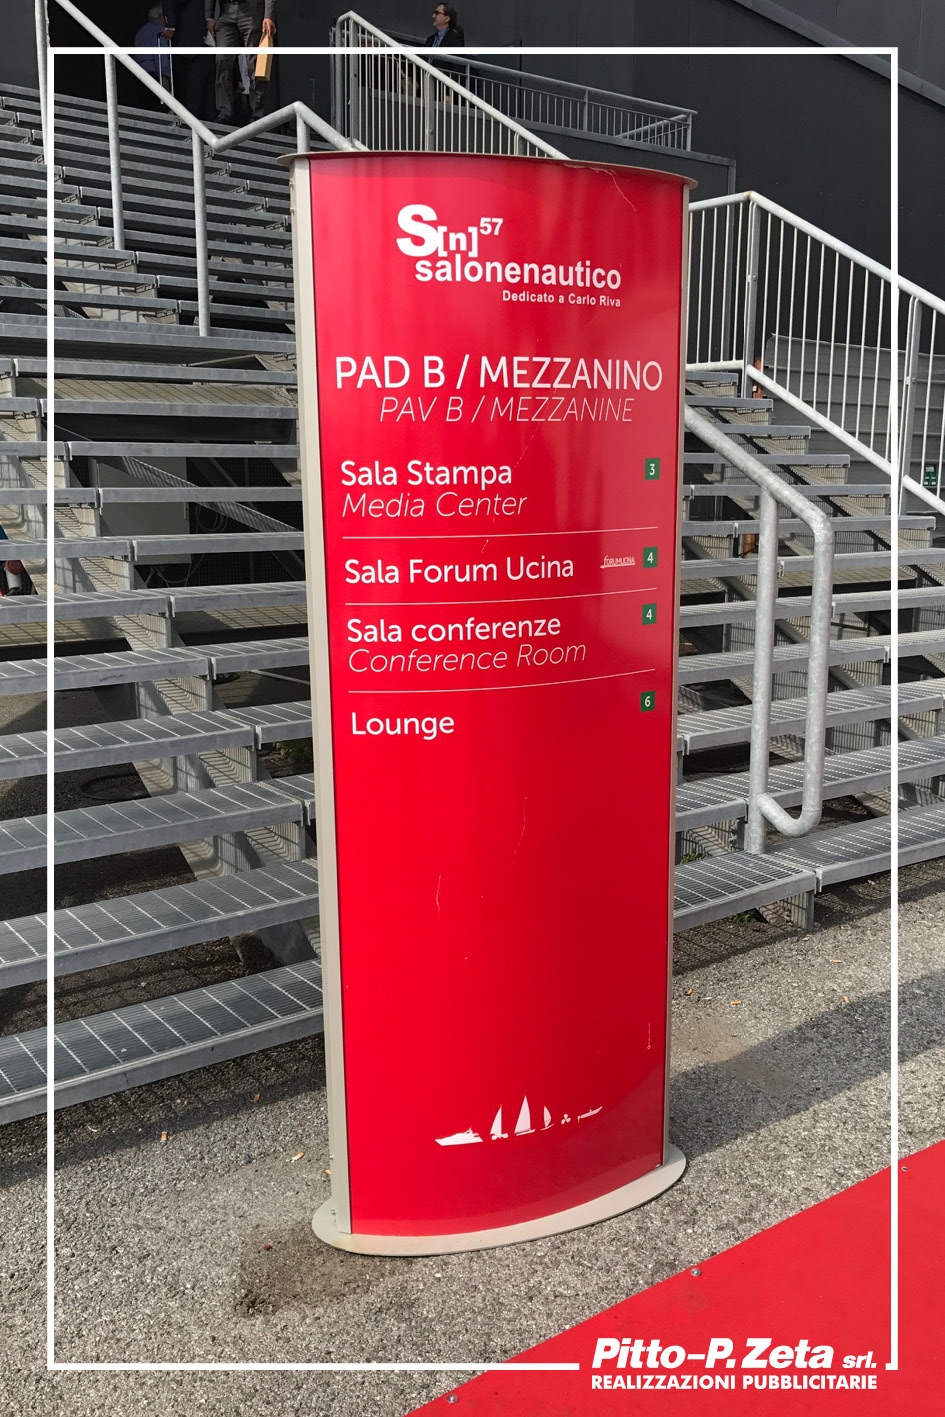 S[n]57
salonenautico
Dedicato a Carlo Riva
PAD B / MEZZANINO
PAV B / MEZZANINE
Sala Stampa 3
Media Center
Sala Forum Ucina FORUMUCINA 4
Sala conferenze 4
Conference Room
Lounge 6
Pitto-P.Zeta srl.
REALIZZAZIONI PUBBLICITARIE